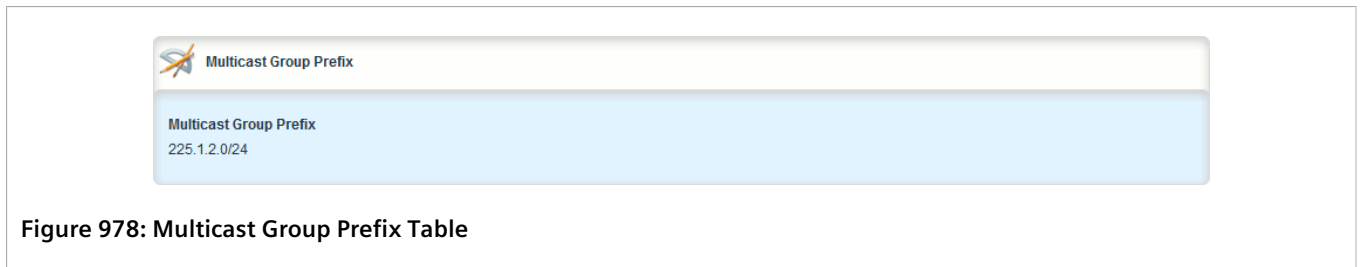 Multicast Group Prefix
Multicast Group Prefix
225.1.2.0/24
Figure 978: Multicast Group Prefix Table